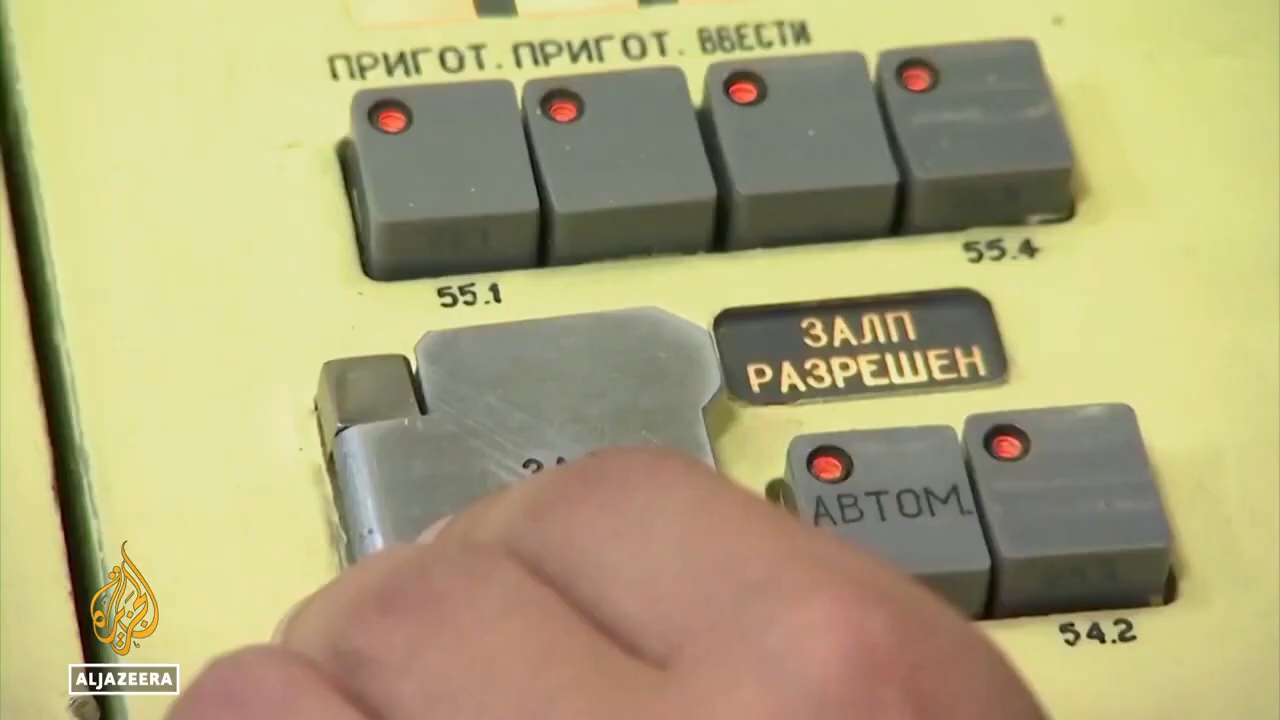 ПРИГОТ. ПРИГОТ. ВВЕСТИ
55.1
55.4
ЗАЛП
РАЗРЕШЕН
АВТОМ.
54.2
ALJAZEERA